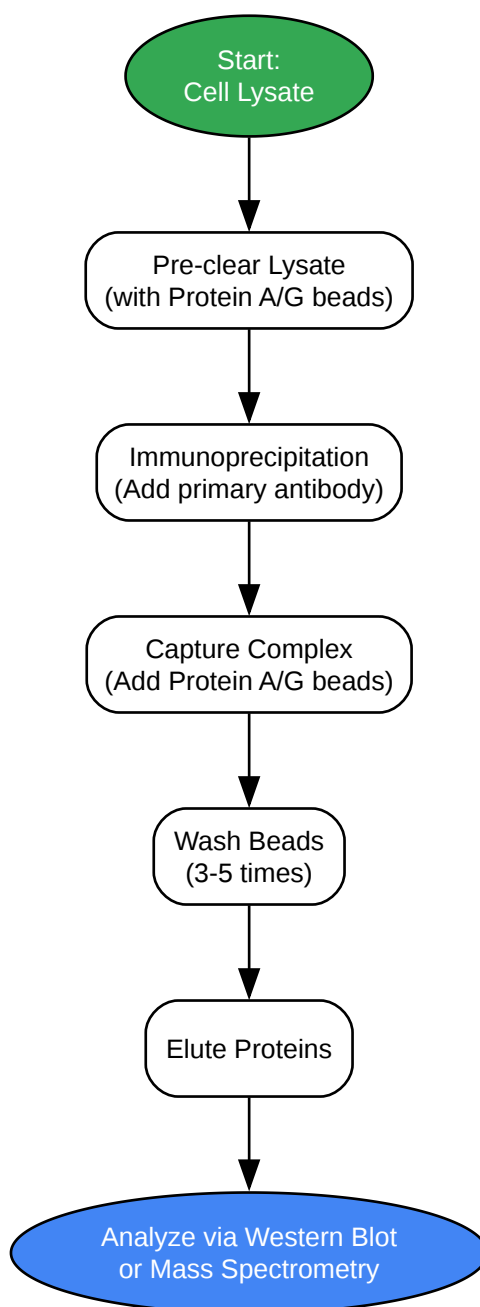 Start:
Cell Lysate
Pre-clear Lysate
(with Protein A/G beads)
Immunoprecipitation
(Add primary antibody)
Capture Complex
(Add Protein A/G beads)
Wash Beads
(3-5 times)
Elute Proteins
Analyze via Western Blot
or Mass Spectrometry